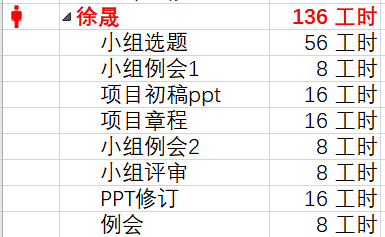 徐晟 136 工时
小组选题 56 工时
小组例会1 8 工时
项目初稿ppt 16 工时
项目章程 16 工时
小组例会2 8 工时
小组评审 8 工时
PPT修订 16 工时
例会 8 工时